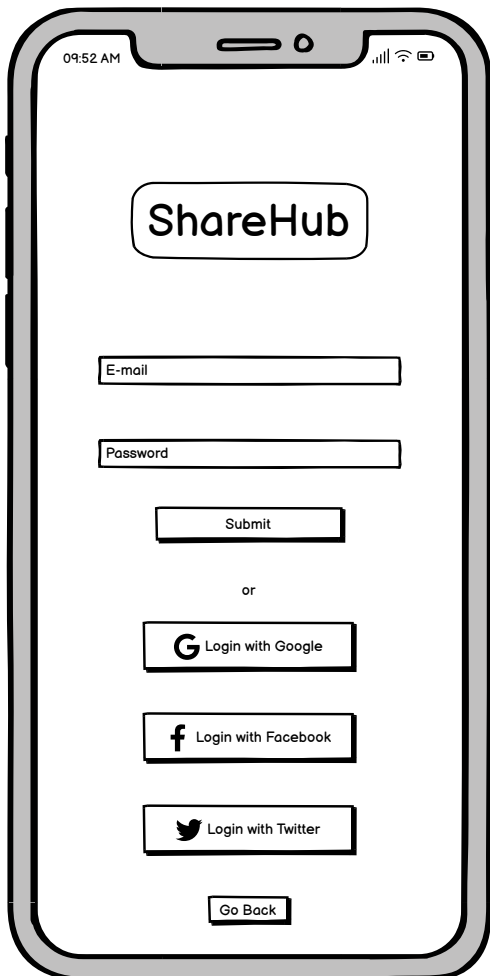 09:52 AM
ShareHub
E-mail
Password
Submit
or
Login with Google
Login with Facebook
Login with Twitter
Go Back